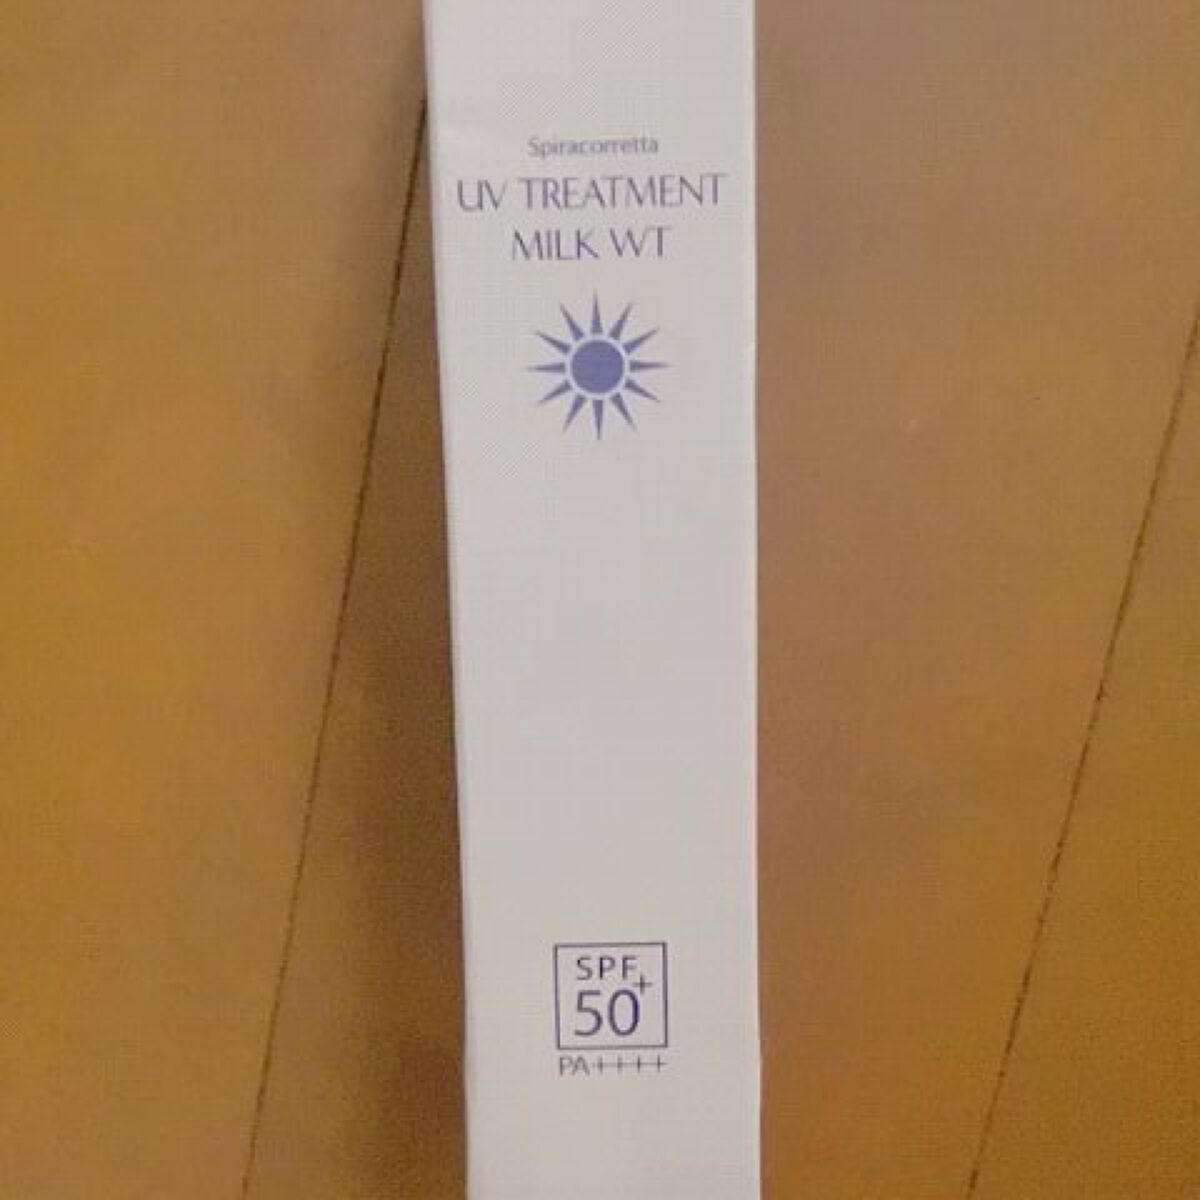 Spiracorretta
UV TREATMENT
MILK WT
SPF
50+
PA++++